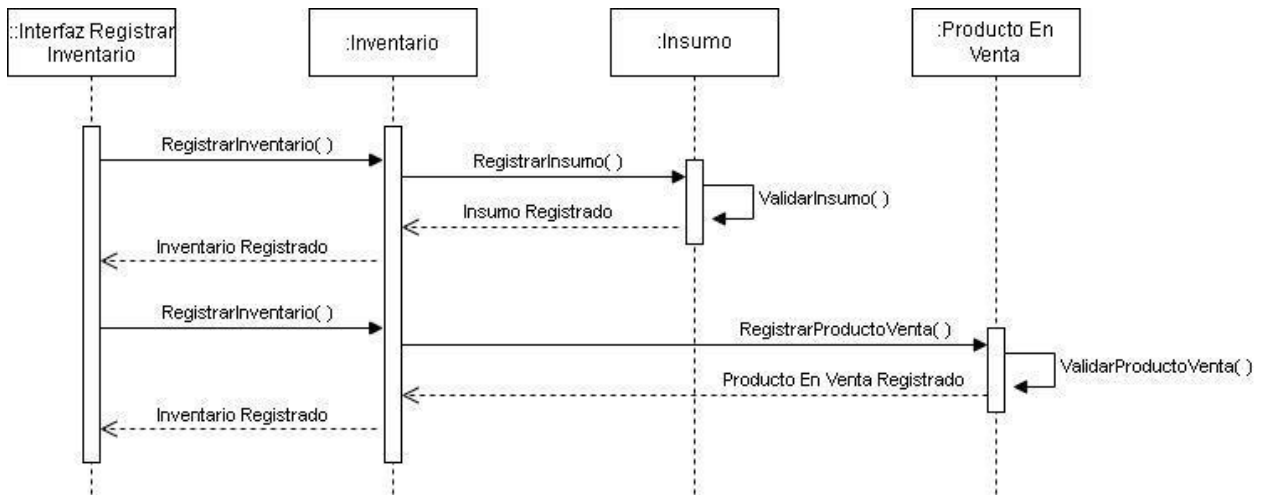 ::Interfaz Registrar
Inventario
:Inventario
:Insumo
:Producto En
Venta
RegistrarInventario( )
RegistrarInsumo( )
ValidarInsumo( )
Insumo Registrado
Inventario Registrado
RegistrarInventario( )
RegistrarProductoVenta( )
ValidarProductoVenta( )
Producto En Venta Registrado
Inventario Registrado